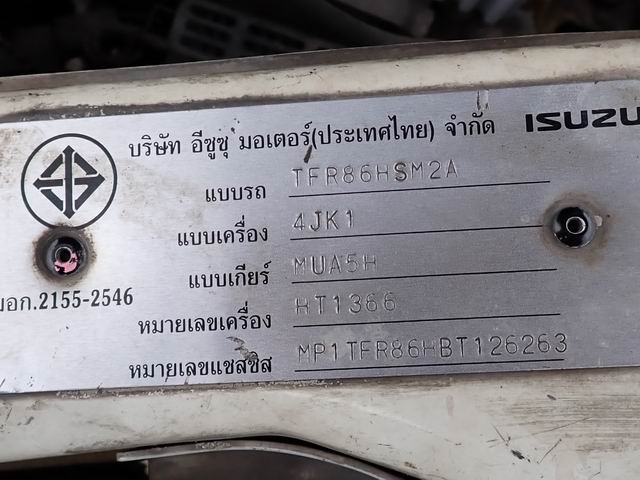 บริษัท อีซูซุ มอเตอร์(ประเทศไทย) จำกัด ISUZU
แบบรถ TFR86HSM2A
แบบเครื่อง 4JK1
แบบเกียร์ MUA5H
มอก.2155-2546
หมายเลขเครื่อง HT1366
หมายเลขแชสซิส MP1TFR86HBT126263